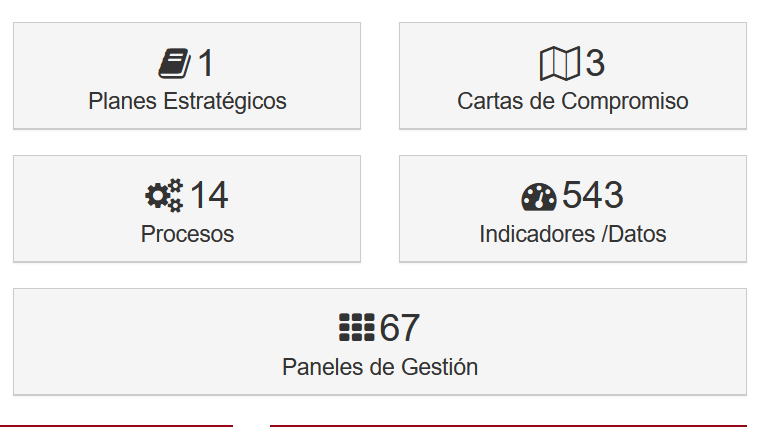 1
Planes Estratégicos
3
Cartas de Compromiso
14
Procesos
543
Indicadores /Datos
67
Paneles de Gestión